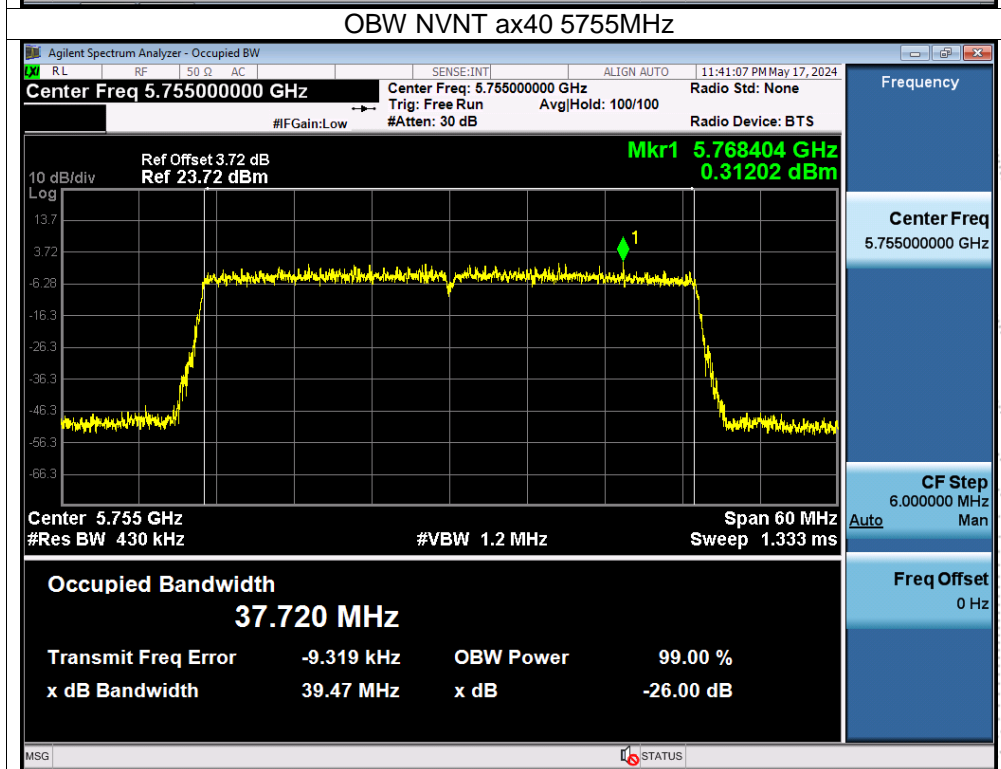 OBW NVNT ax40 5755MHz
Agilent Spectrum Analyzer - Occupied BW
LXI RL RF 50 Ω AC SENSE:INT ALIGN AUTO 11:41:07 PM May 17, 2024
Center Freq 5.755000000 GHz
Center Freq: 5.755000000 GHz Radio Std: None
Trig: Free Run Avg|Hold: 100/100
#IFGain:Low #Atten: 30 dB Radio Device: BTS
Mkr1 5.768404 GHz
0.31202 dBm
Ref Offset 3.72 dB
10 dB/div Ref 23.72 dBm
Log
13.7
1
3.72
-6.28
-16.3
-26.3
-36.3
-46.3
-56.3
-66.3
Center 5.755 GHz Span 60 MHz
#Res BW 430 kHz #VBW 1.2 MHz Sweep 1.333 ms
Occupied Bandwidth
37.720 MHz
Transmit Freq Error -9.319 kHz OBW Power 99.00 %
x dB Bandwidth 39.47 MHz x dB -26.00 dB
Frequency
Center Freq
5.755000000 GHz
CF Step
6.000000 MHz
Auto Man
Freq Offset
0 Hz
MSG STATUS